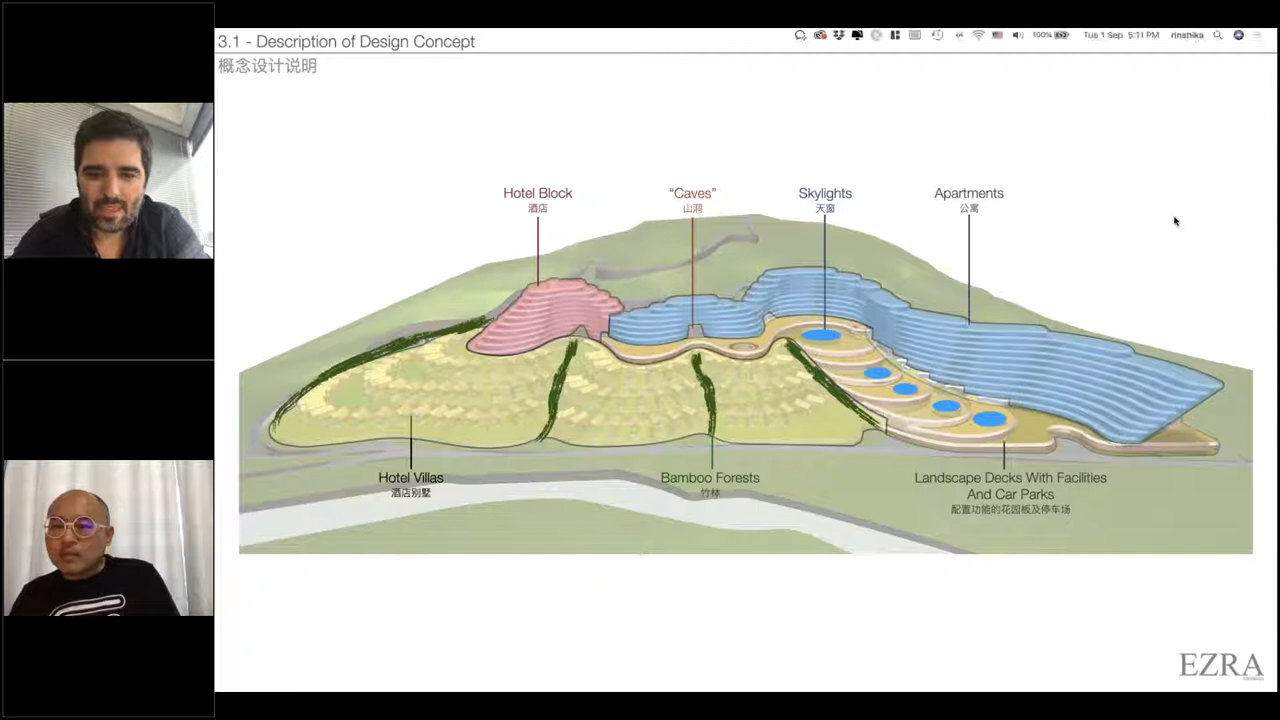 3.1 - Description of Design Concept
100%
Tue 1 Sep 5:11 PM
rinshika
概念设计说明
Hotel Block
酒店
“Caves”
山洞
Skylights
天窗
Apartments
公寓
Hotel Villas
酒店别墅
Bamboo Forests
竹林
Landscape Decks With Facilities
And Car Parks
配置功能的花园板及停车场
EZRA